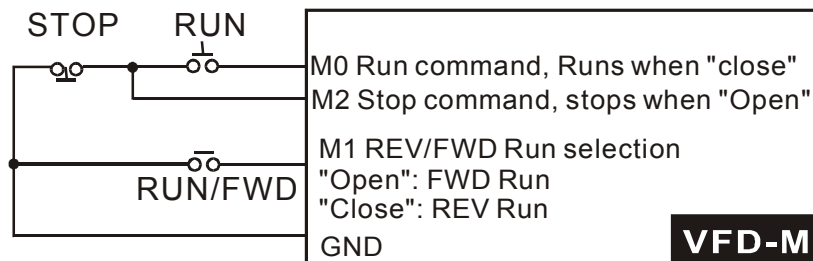 STOP RUN
M0 Run command, Runs when "close"
M2 Stop command, stops when "Open"
M1 REV/FWD Run selection
RUN/FWD
"Open": FWD Run
"Close": REV Run
GND
VFD-M